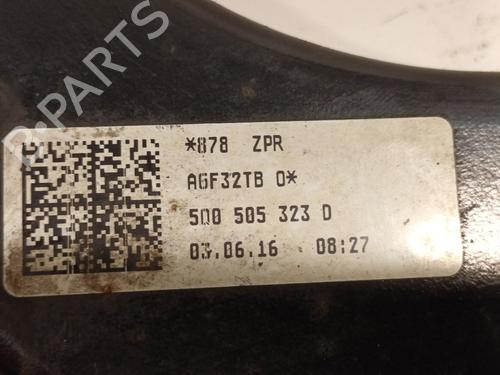 *878 ZPR
AGF32TB 0*
5Q0 505 323 D
03.06.16 08:27
B-PARTS